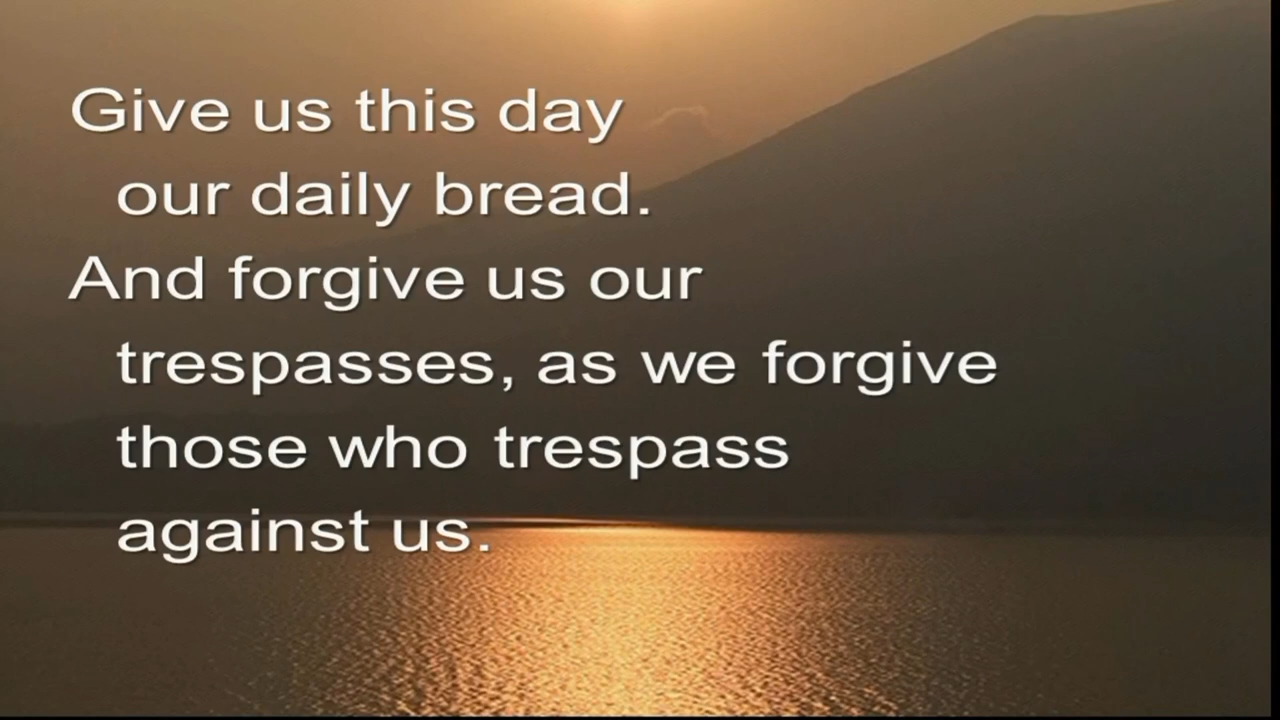 Give us this day
our daily bread.
And forgive us our
trespasses, as we forgive
those who trespass
against us.